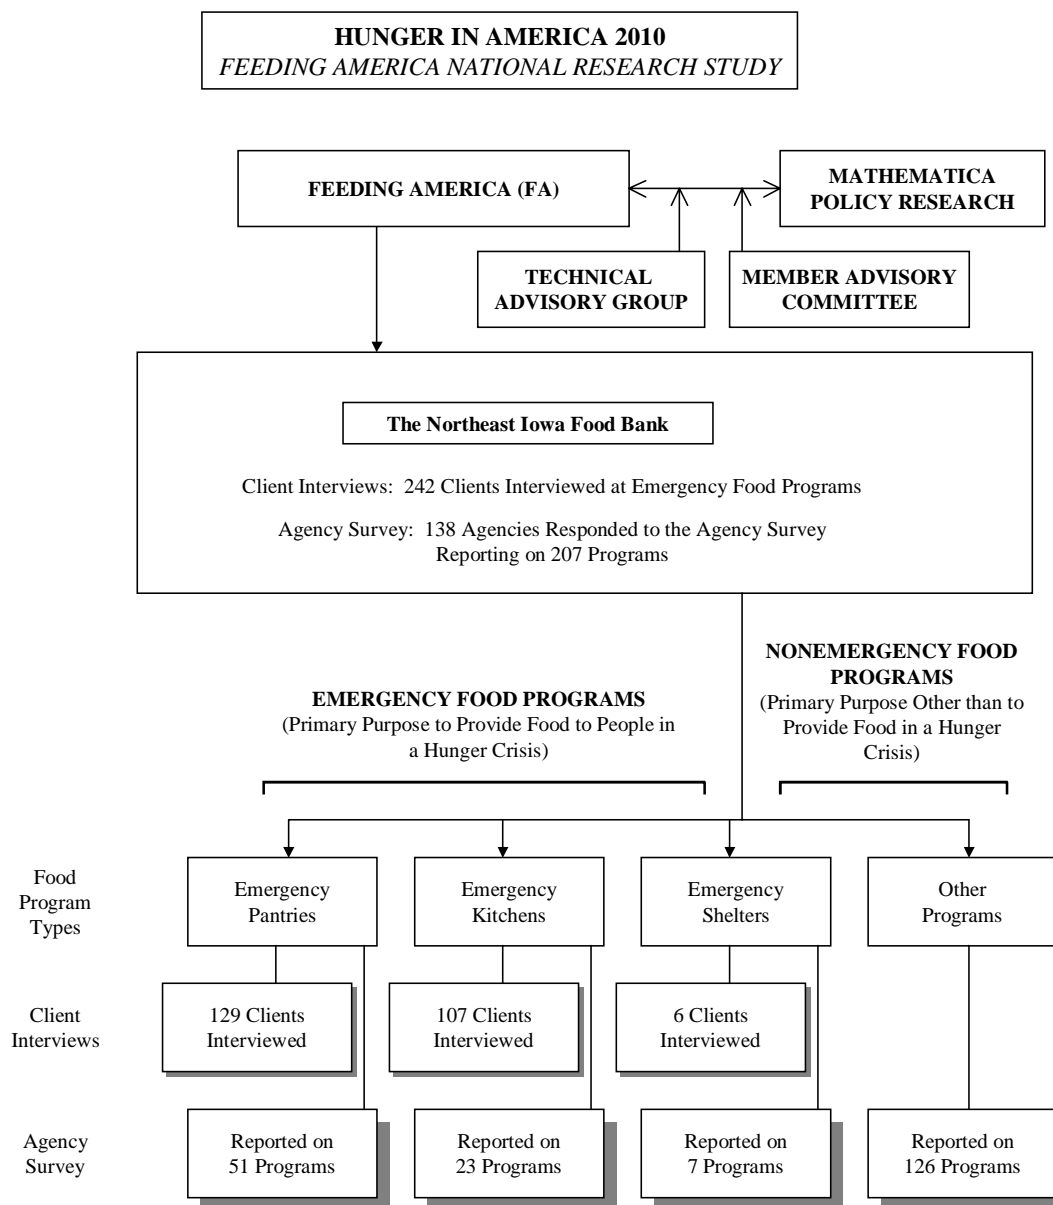 HUNGER IN AMERICA 2010
FEEDING AMERICA NATIONAL RESEARCH STUDY
FEEDING AMERICA (FA)
MATHEMATICA
POLICY RESEARCH
TECHNICAL
ADVISORY GROUP
MEMBER ADVISORY
COMMITTEE
The Northeast Iowa Food Bank
Client Interviews:  242 Clients Interviewed at Emergency Food Programs
Agency Survey:  138 Agencies Responded to the Agency Survey
Reporting on 207 Programs
EMERGENCY FOOD PROGRAMS
(Primary Purpose to Provide Food to People in
a Hunger Crisis)
NONEMERGENCY FOOD
PROGRAMS
(Primary Purpose Other than to
Provide Food in a Hunger
Crisis)
Food
Program
Types
Emergency
Pantries
Emergency
Kitchens
Emergency
Shelters
Other
Programs
Client
Interviews
129 Clients
Interviewed
107 Clients
Interviewed
6 Clients
Interviewed
Agency
Survey
Reported on
51 Programs
Reported on
23 Programs
Reported on
7 Programs
Reported on
126 Programs